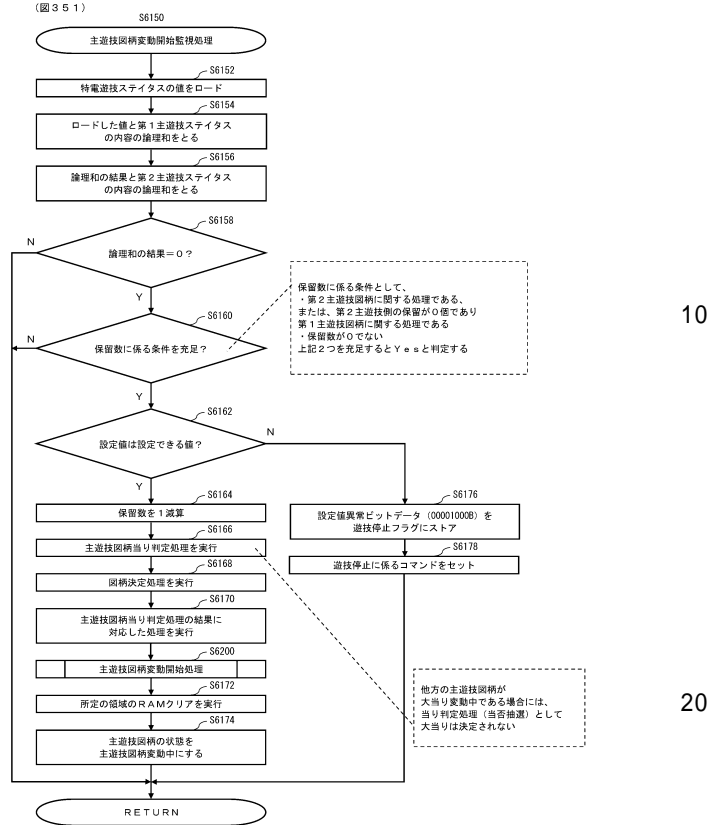 (図351)
S6150
主遊技図柄変動開始監視処理
S6152
特電遊技ステイタスの値をロード
S6154
ロードした値と第1主遊技ステイタス
の内容の論理和をとる
S6156
論理和の結果と第2主遊技ステイタス
の内容の論理和をとる
S6158
論理和の結果=0?
N
Y
S6160
保留数に係る条件を充足?
N
Y
保留数に係る条件として、
・第2主遊技図柄に関する処理である、
または、第2主遊技側の保留が0個であり
第1主遊技図柄に関する処理である
・保留数が0でない
上記2つを充足するとYesと判定する
10
S6162
設定値は設定できる値?
N
Y
S6164
保留数を1減算
S6166
主遊技図柄当り判定処理を実行
S6168
図柄決定処理を実行
S6170
主遊技図柄当り判定処理の結果に
対応した処理を実行
S6200
主遊技図柄変動開始処理
S6172
所定の領域のRAMクリアを実行
S6174
主遊技図柄の状態を
主遊技図柄変動中にする
S6176
設定値異常ビットデータ(00001000B)を
遊技停止フラグにストア
S6178
遊技停止に係るコマンドをセット
他方の主遊技図柄が
大当り変動中である場合には、
当り判定処理(当否抽選)として
大当りは決定されない
20
RETURN